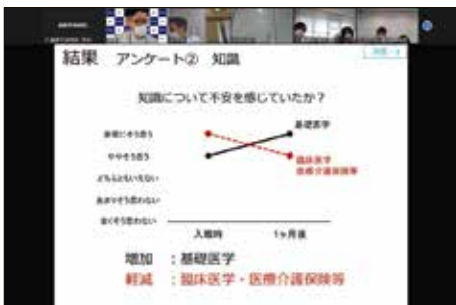 結果 アンケート② 知識
知識について不安を感じていたか？
基礎医学
非常にそう思う
ややそう思う
臨床医学
医療介護保険等
どちらともいえない
あまりそう思わない
全くそう思わない
入職時 1ヶ月後
増加 ：基礎医学
軽減 ：臨床医学・医療介護保険等